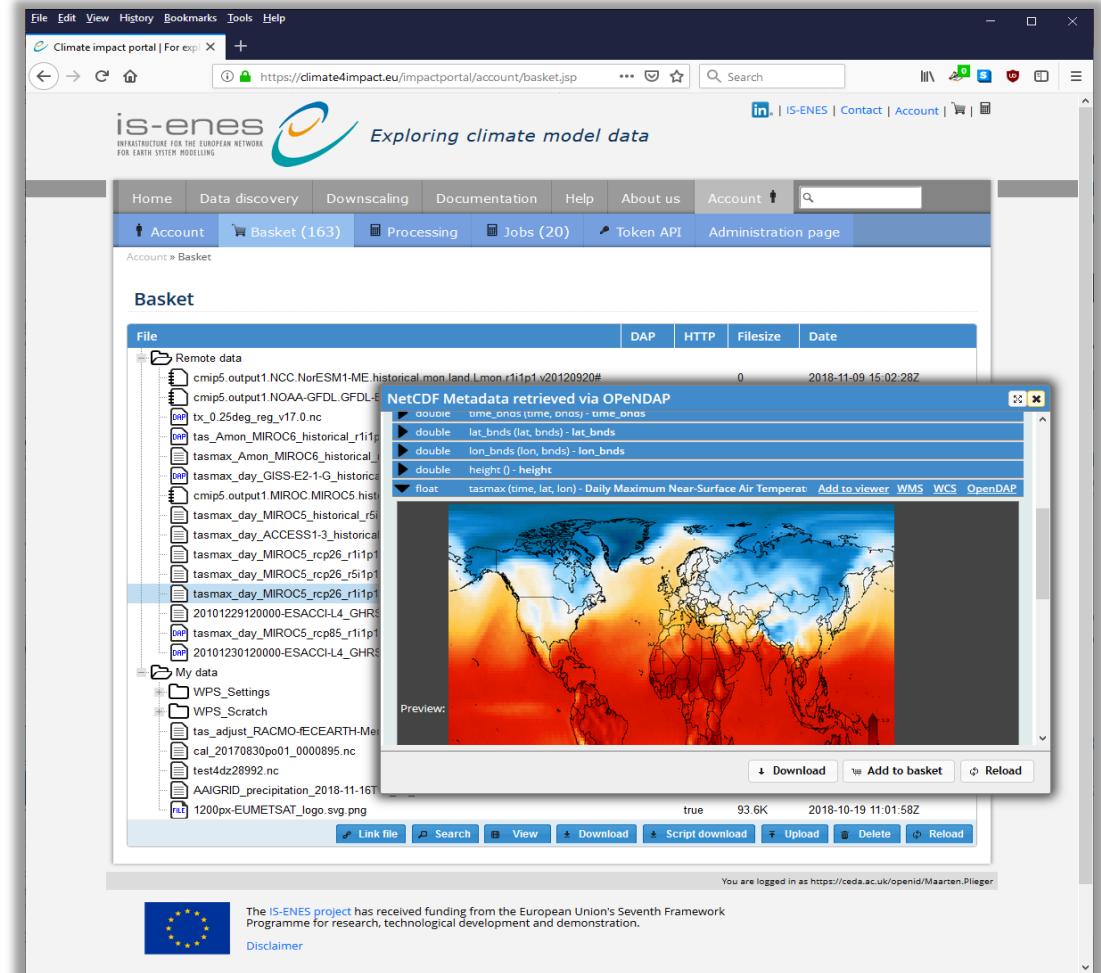 File Edit View History Bookmarks Tools Help
Climate impact portal | For expl
https://climate4impact.eu/impactportal/account/basket.jsp
Search
is-enes
INFRASTRUCTURE FOR THE EUROPEAN NETWORK
FOR EARTH SYSTEM MODELLING
Exploring climate model data
in. | IS-ENES | Contact | Account | |
Home Data discovery Downscaling Documentation Help About us Account
Account Basket (163) Processing Jobs (20) Token API Administration page
Account » Basket
Basket
File DAP HTTP Filesize Date
Remote data
cmip5.output1.NCC.NorESM1-ME.historical.mon.land.Lmon.r1i1p1.v20120920# 0 2018-11-09 15:02:28Z
cmip5.output1.NOAA-GFDL.GFDL-E
DAP tx_0.25deg_reg_v17.0.nc
DAP tas_Amon_MIROC6_historical_r1i1p
tasmax_Amon_MIROC6_historical_
DAP tasmax_day_GISS-E2-1-G_historica
cmip5.output1.MIROC.MIROC5.histo
tasmax_day_MIROC5_historical_r5i
tasmax_day_ACCESS1-3_historical
tasmax_day_MIROC5_rcp26_r1i1p1
tasmax_day_MIROC5_rcp26_r5i1p1
tasmax_day_MIROC5_rcp26_r1i1p1
20101229120000-ESACCI-L4_GHRS
DAP tasmax_day_MIROC5_rcp85_r1i1p1
DAP 20101230120000-ESACCI-L4_GHRS
My data
WPS_Settings
WPS_Scratch
tas_adjust_RACMO-fECEARTH-Me
cal_20170830po01_0000895.nc
test4dz28992.nc
AAIGRID_precipitation_2018-11-16T
FILE 1200px-EUMETSAT_logo.svg.png true 93.6K 2018-10-19 11:01:58Z
NetCDF Metadata retrieved via OPeNDAP
double time_bnds (time, bnds) - time_bnds
double lat_bnds (lat, bnds) - lat_bnds
double lon_bnds (lon, bnds) - lon_bnds
double height () - height
float tasmax (time, lat, lon) - Daily Maximum Near-Surface Air Temperat Add to viewer WMS WCS OpenDAP
Preview:
Download Add to basket Reload
Link file Search View Download Script download Upload Delete Reload
You are logged in as https://ceda.ac.uk/openid/Maarten.Plieger
The IS-ENES project has received funding from the European Union's Seventh Framework
Programme for research, technological development and demonstration.
Disclaimer